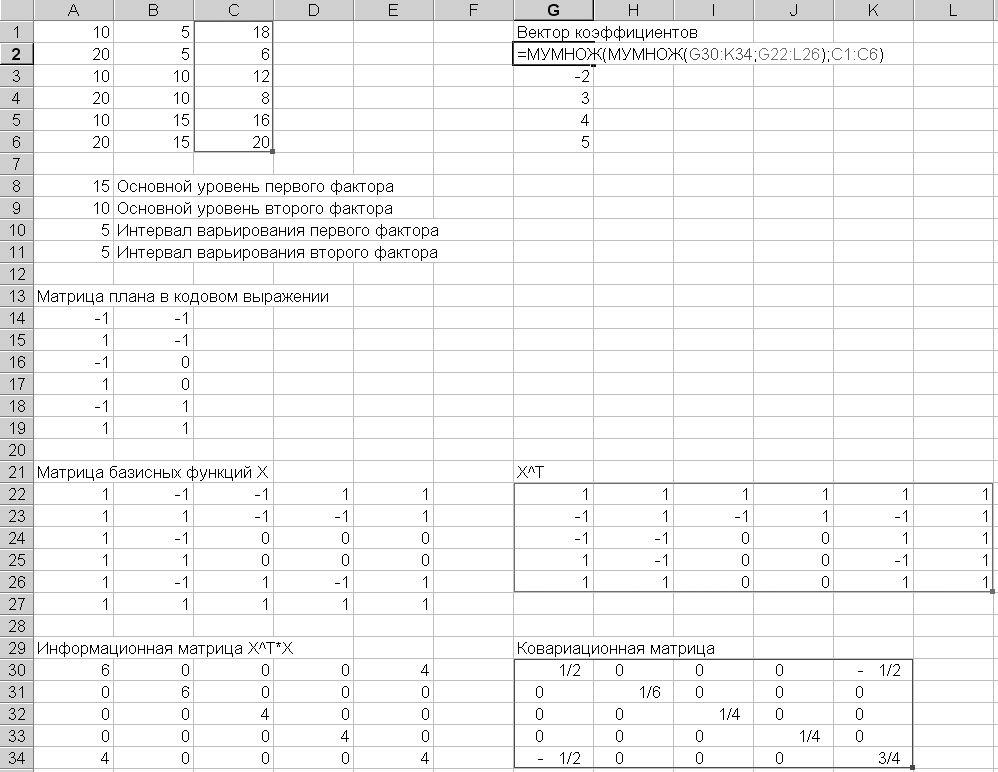 A B C D E F G H I J K L
1 10 5 18 Вектор коэффициентов
2 20 5 6 =МУМНОЖ(МУМНОЖ(G30:K34;G22:L26);C1:C6)
3 10 10 12 -2
4 20 10 8 3
5 10 15 16 4
6 20 15 20 5
7
8 15 Основной уровень первого фактора
9 10 Основной уровень второго фактора
10 5 Интервал варьирования первого фактора
11 5 Интервал варьирования второго фактора
12
13 Матрица плана в кодовом выражении
14 -1 -1
15 1 -1
16 -1 0
17 1 0
18 -1 1
19 1 1
20
21 Матрица базисных функций X X^T
22 1 -1 -1 1 1 1 1 1 1 1 1
23 1 1 -1 -1 1 -1 1 -1 1 -1 1
24 1 -1 0 0 0 -1 -1 0 0 1 1
25 1 1 0 0 0 1 -1 0 0 -1 1
26 1 -1 1 -1 1 1 1 0 0 1 1
27 1 1 1 1 1
28
29 Информационная матрица X^T*X Ковариационная матрица
30 6 0 0 0 4 1/2 0 0 0 - 1/2
31 0 6 0 0 0 0 1/6 0 0 0
32 0 0 4 0 0 0 0 1/4 0 0
33 0 0 0 4 0 0 0 0 1/4 0
34 4 0 0 0 4 - 1/2 0 0 0 3/4